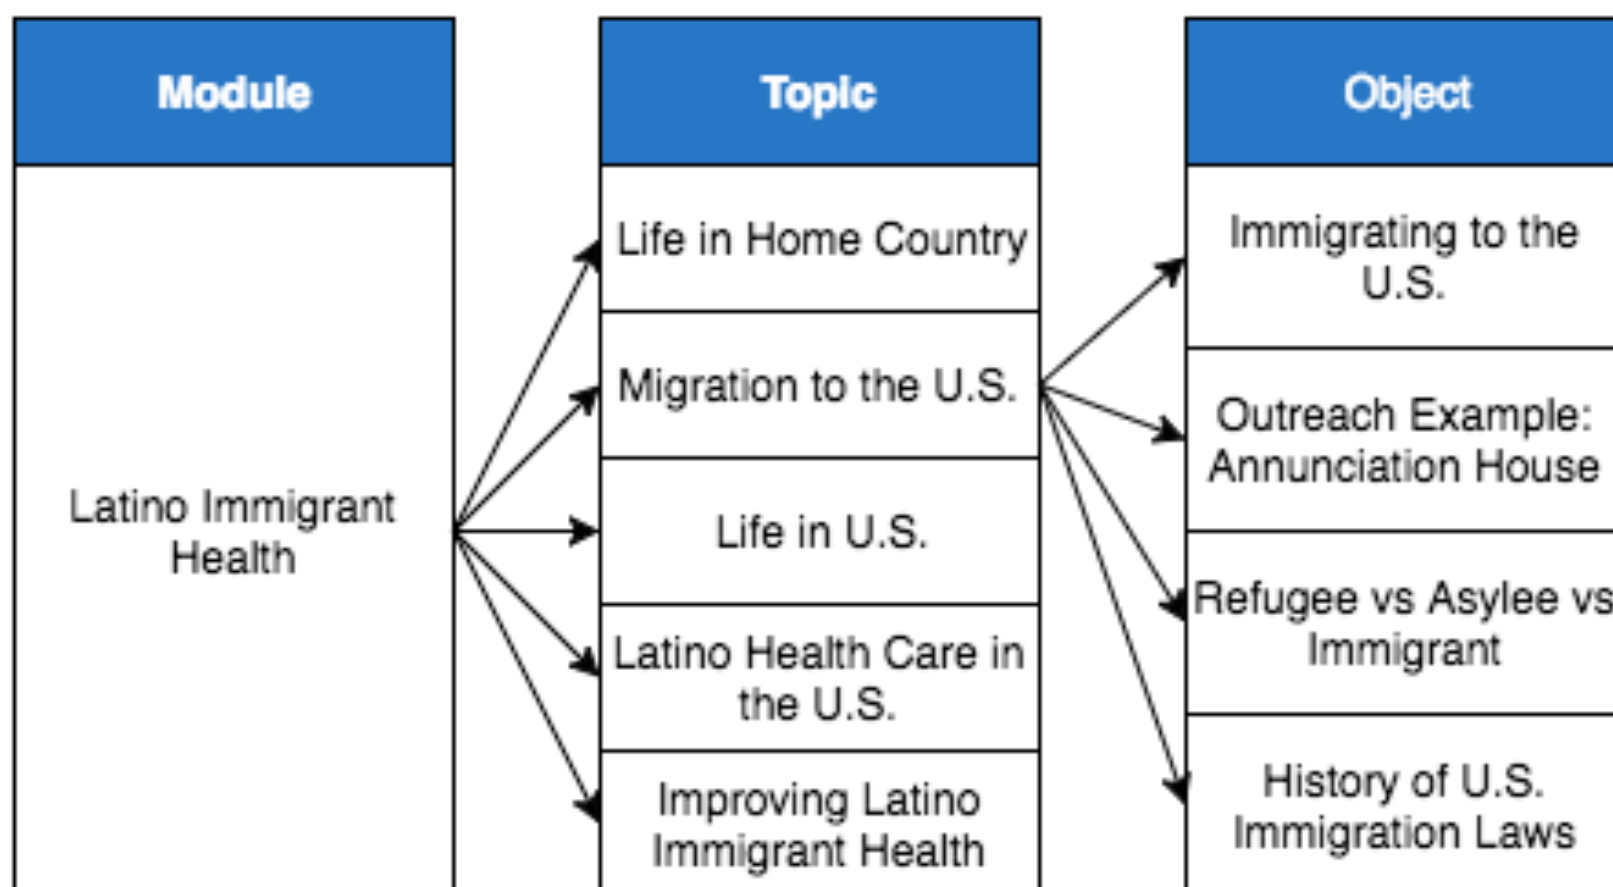 Module
Latino Immigrant
Health
Topic
Life in Home Country
Migration to the U.S.
Life in U.S.
Latino Health Care in
the U.S.
Improving Latino
Immigrant Health
Object
Immigrating to the
U.S.
Outreach Example:
Annunciation House
Refugee vs Asylee vs
Immigrant
History of U.S.
Immigration Laws